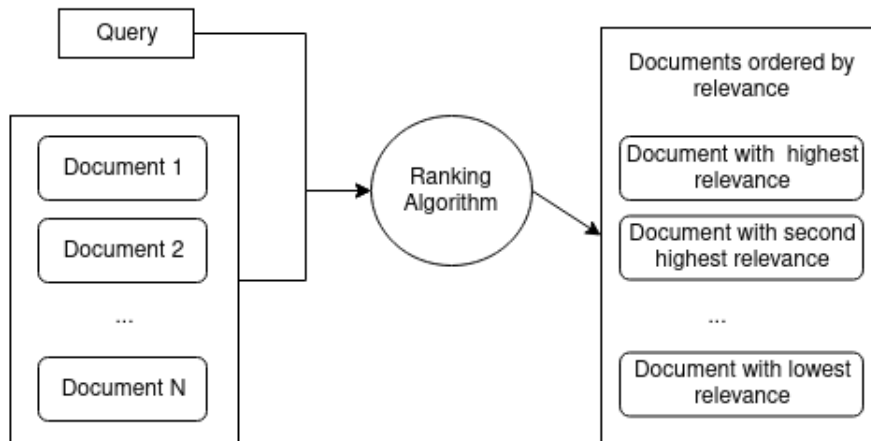 Query
Document 1
Document 2
...
Document N
Ranking
Algorithm
Documents ordered by
relevance
Document with highest
relevance
Document with second
highest relevance
...
Document with lowest
relevance